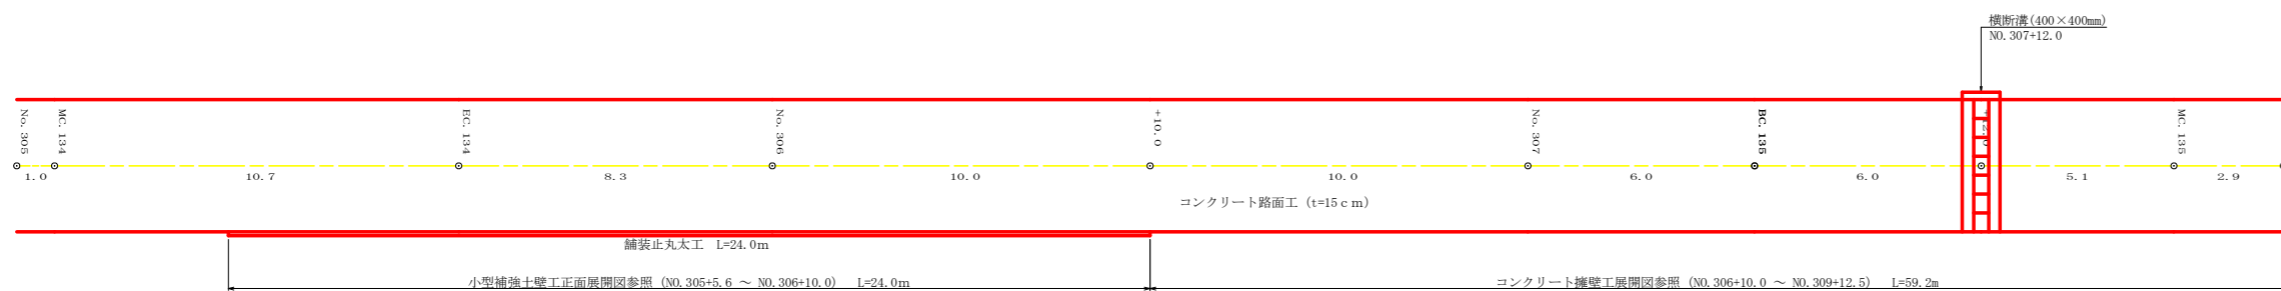 横断溝(400×400mm)
NO.307+12.0
No.305
MC.134
EC.134
No.306
+10.0
No.307
BC.135
+12.0
MC.135
1.0
10.7
8.3
10.0
10.0
6.0
6.0
5.1
2.9
コンクリート路面工 (t=15cm)
舗装止丸太工 L=24.0m
小型補強土壁工正面展開図参照 (NO.305+5.6 ～ NO.306+10.0) L=24.0m
コンクリート擁壁工展開図参照 (NO.306+10.0 ～ NO.309+12.5) L=59.2m